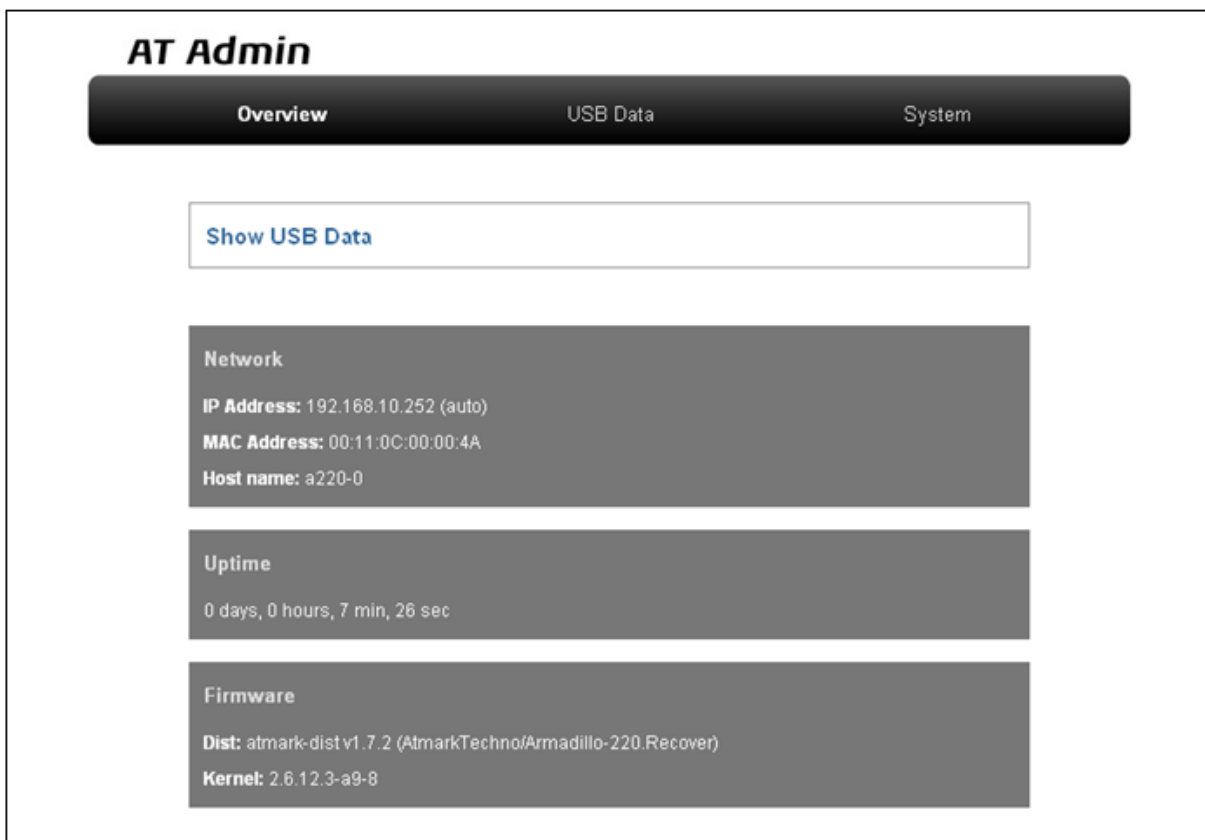 AT Admin
Overview USB Data System
Show USB Data
Network
IP Address: 192.168.10.252 (auto)
MAC Address: 00:11:0C:00:00:4A
Host name: a220-0
Uptime
0 days, 0 hours, 7 min, 26 sec
Firmware
Dist: atmark-dist v1.7.2 (AtmarkTechno/Armadillo-220.Recover)
Kernel: 2.6.12.3-a9-8